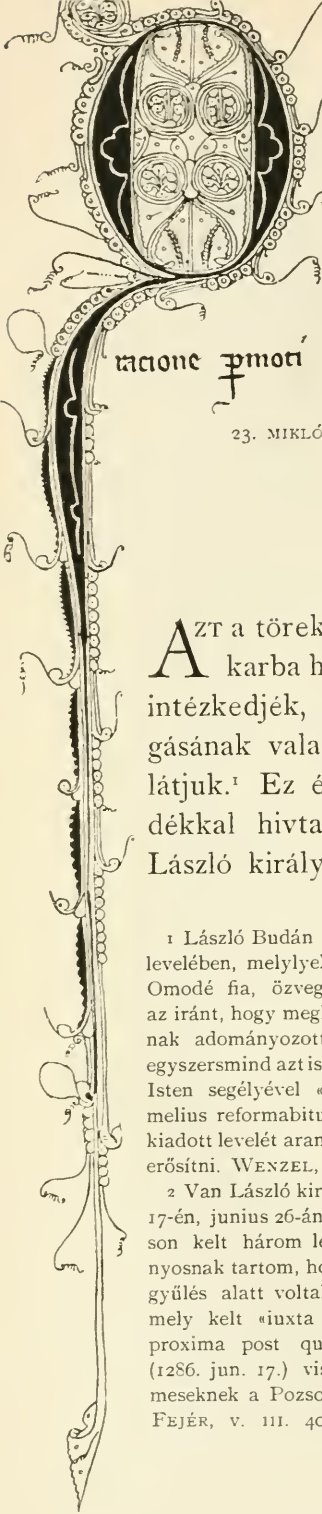 racione pmoti
23. MIKLÓ
AZT a törek
karba h
intézkedjék,
gásának vala
látjuk.¹ Ez é
dékkal hivta
László király
1 László Budán
levelében, melylye
Omodé fia, özveg
az iránt, hogy meg
nak adományozott
egyszersmind azt is
Isten segélyével «
melius reformabitu
kiadott levelét aran
erősítni. WENZEL,
2 Van László kir
17-én, junius 26-án
son kelt három le
nyosnak tartom, ho
gyűlés alatt volta
mely kelt «iuxta
proxima post qu
(1286. jun. 17.) vis
meseknek a Pozso
FEJÉR, V. III. 40